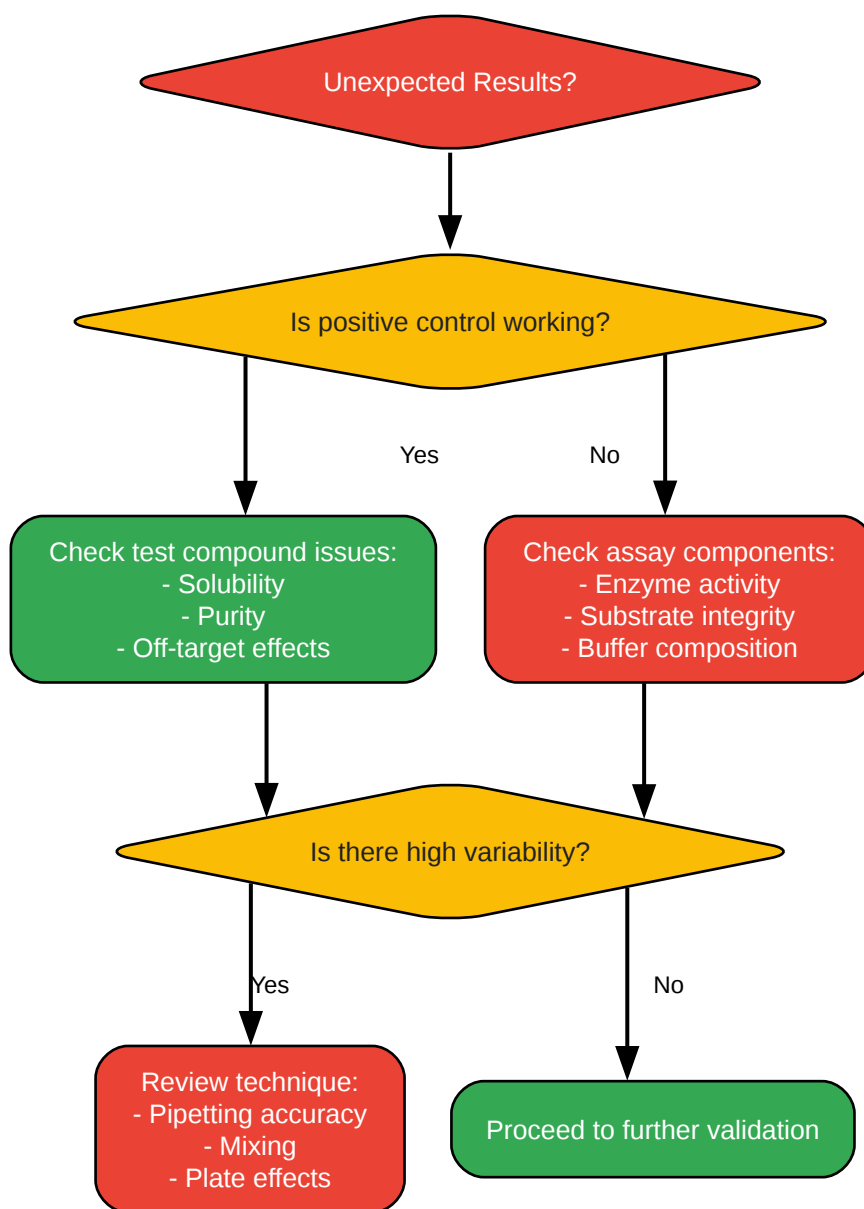 Unexpected Results?
Is positive control working?
Yes
No
Check test compound issues:
- Solubility
- Purity
- Off-target effects
Check assay components:
- Enzyme activity
- Substrate integrity
- Buffer composition
Is there high variability?
Yes
No
Review technique:
- Pipetting accuracy
- Mixing
- Plate effects
Proceed to further validation